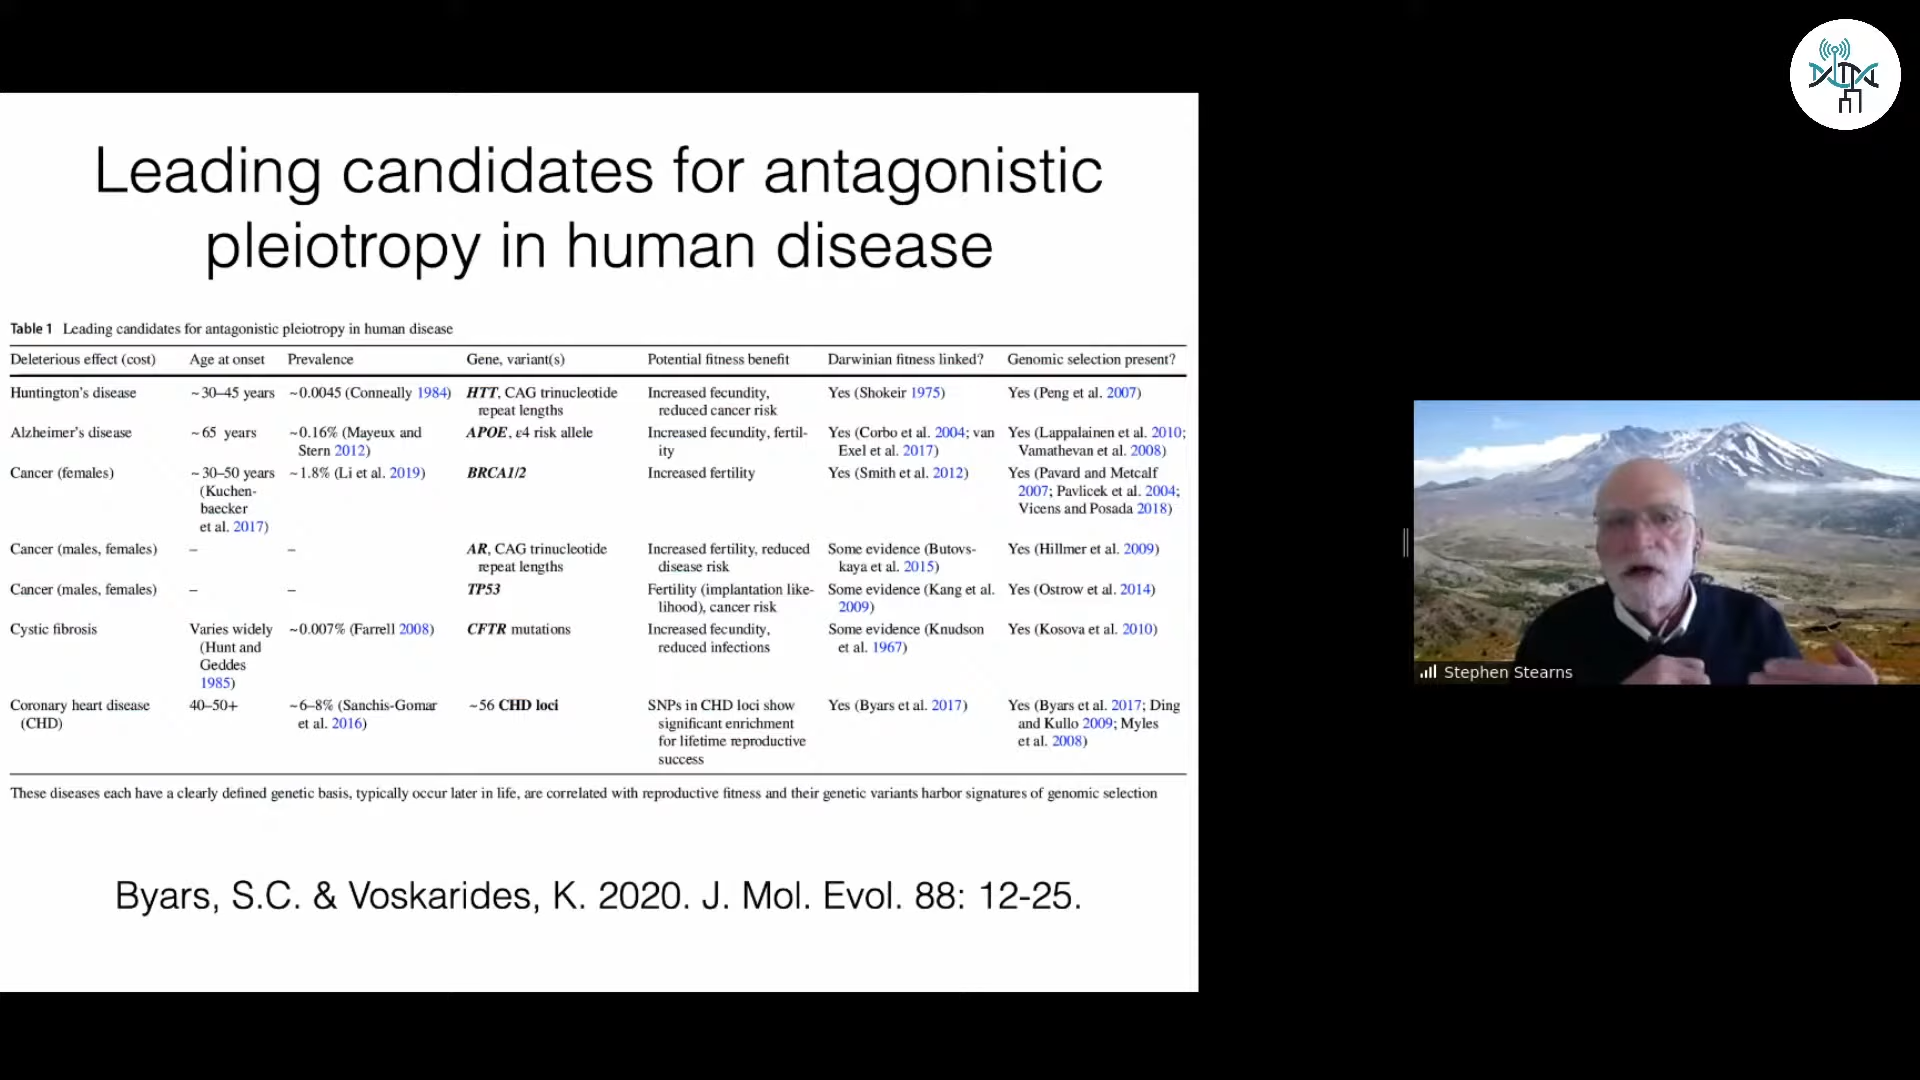 Leading candidates for antagonistic
pleiotropy in human disease
Table 1 Leading candidates for antagonistic pleiotropy in human disease
Deleterious effect (cost) Age at onset Prevalence Gene, variant(s) Potential fitness benefit Darwinian fitness linked? Genomic selection present?
Huntington's disease ~30–45 years ~0.0045 (Conneally 1984) HTT, CAG trinucleotide Increased fecundity, Yes (Shokeir 1975) Yes (Peng et al. 2007)
repeat lengths reduced cancer risk
Alzheimer's disease ~65 years ~0.16% (Mayeux and APOE, ε4 risk allele Increased fecundity, fertil- Yes (Corbo et al. 2004; van Yes (Lappalainen et al. 2010;
Stern 2012) ity Exel et al. 2017) Vamathevan et al. 2008)
Cancer (females) ~30–50 years ~1.8% (Li et al. 2019) BRCA1/2 Increased fertility Yes (Smith et al. 2012) Yes (Pavard and Metcalf
(Kuchen- 2007; Pavlicek et al. 2004;
baecker Vicens and Posada 2018)
et al. 2017)
Cancer (males, females) – – AR, CAG trinucleotide Increased fertility, reduced Some evidence (Butovs- Yes (Hillmer et al. 2009)
repeat lengths disease risk kaya et al. 2015)
Cancer (males, females) – – TP53 Fertility (implantation like- Some evidence (Kang et al. Yes (Ostrow et al. 2014)
lihood), cancer risk 2009)
Cystic fibrosis Varies widely ~0.007% (Farrell 2008) CFTR mutations Increased fecundity, Some evidence (Knudson Yes (Kosova et al. 2010)
(Hunt and reduced infections et al. 1967)
Geddes
1985)
Coronary heart disease 40–50+ ~6–8% (Sanchis-Gomar ~56 CHD loci SNPs in CHD loci show Yes (Byars et al. 2017) Yes (Byars et al. 2017; Ding
(CHD) et al. 2016) significant enrichment and Kullo 2009; Myles
for lifetime reproductive et al. 2008)
success
These diseases each have a clearly defined genetic basis, typically occur later in life, are correlated with reproductive fitness and their genetic variants harbor signatures of genomic selection
Byars, S.C. & Voskarides, K. 2020. J. Mol. Evol. 88: 12-25.
Stephen Stearns